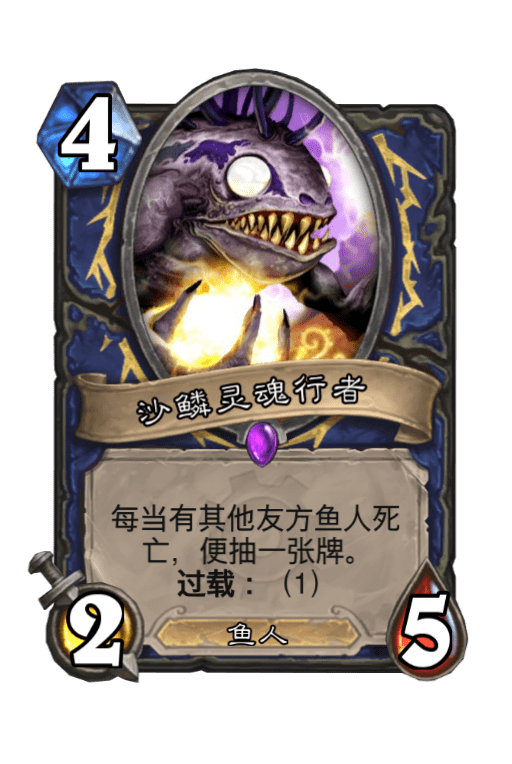 4
沙鳞灵魂行者
每当有其他友方鱼人死
亡，便抽一张牌。
过载：（1）
2
鱼人
5